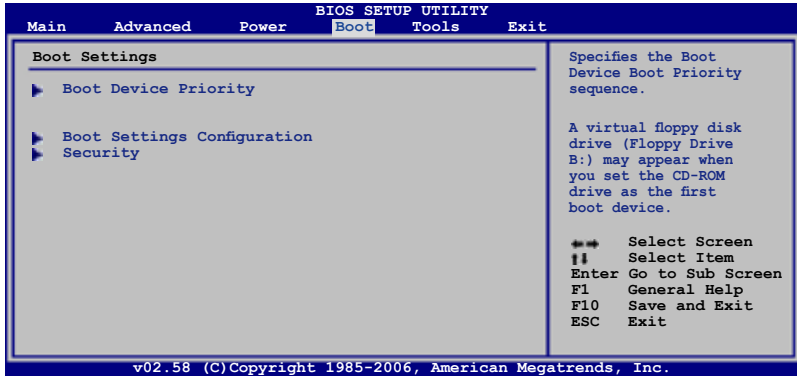 BIOS SETUP UTILITY
Main Advanced Power Boot Tools Exit
Boot Settings
Boot Device Priority
Boot Settings Configuration
Security
Specifies the Boot
Device Boot Priority
sequence.
A virtual floppy disk
drive (Floppy Drive
B:) may appear when
you set the CD-ROM
drive as the first
boot device.
Select Screen
Select Item
Enter Go to Sub Screen
F1 General Help
F10 Save and Exit
ESC Exit
v02.58 (C)Copyright 1985-2006, American Megatrends, Inc.